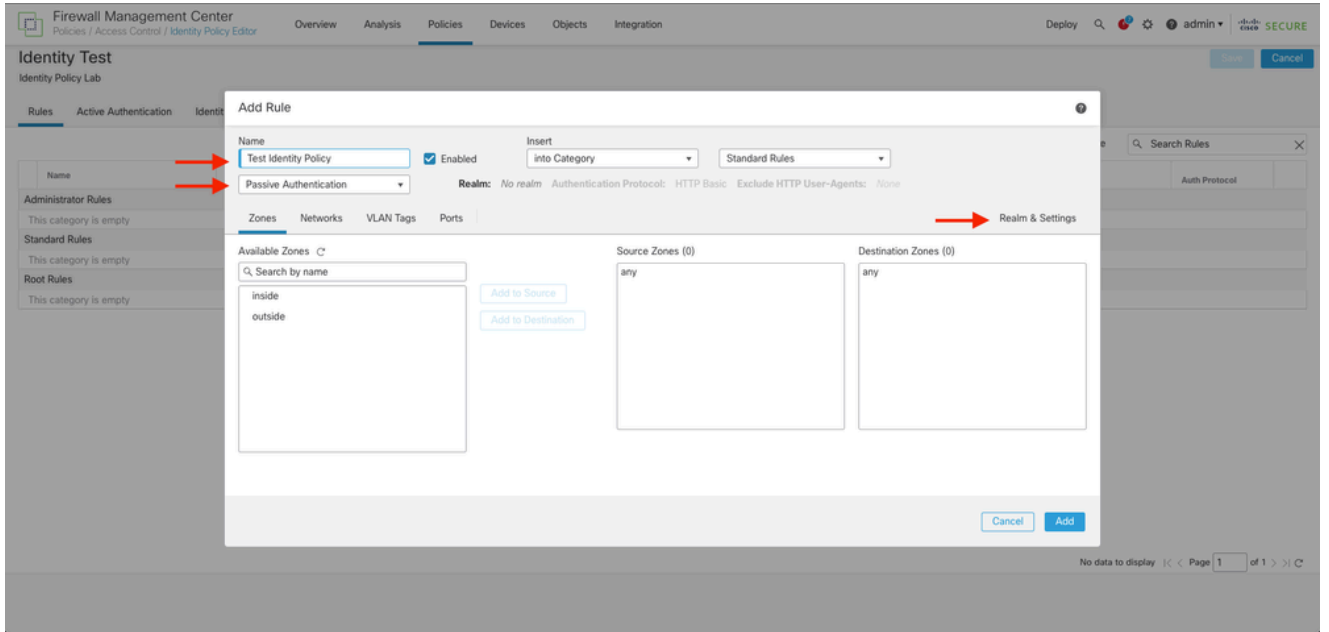 Firewall Management Center
Policies / Access Control / Identity Policy Editor
Overview Analysis Policies Devices Objects Integration
Deploy admin cisco SECURE
Identity Test
Save Cancel
Identity Policy Lab
Rules Active Authentication Identit
Add Rule
Name Insert
Test Identity Policy Enabled into Category Standard Rules
e Search Rules
Passive Authentication Realm: No realm Authentication Protocol: HTTP Basic Exclude HTTP User-Agents: None
Name Auth Protocol
Administrator Rules
This category is empty
Zones Networks VLAN Tags Ports Realm & Settings
Standard Rules
This category is empty
Available Zones Source Zones (0) Destination Zones (0)
Search by name any any
Root Rules
This category is empty
inside Add to Source
outside Add to Destination
Cancel Add
No data to display Page 1 of 1